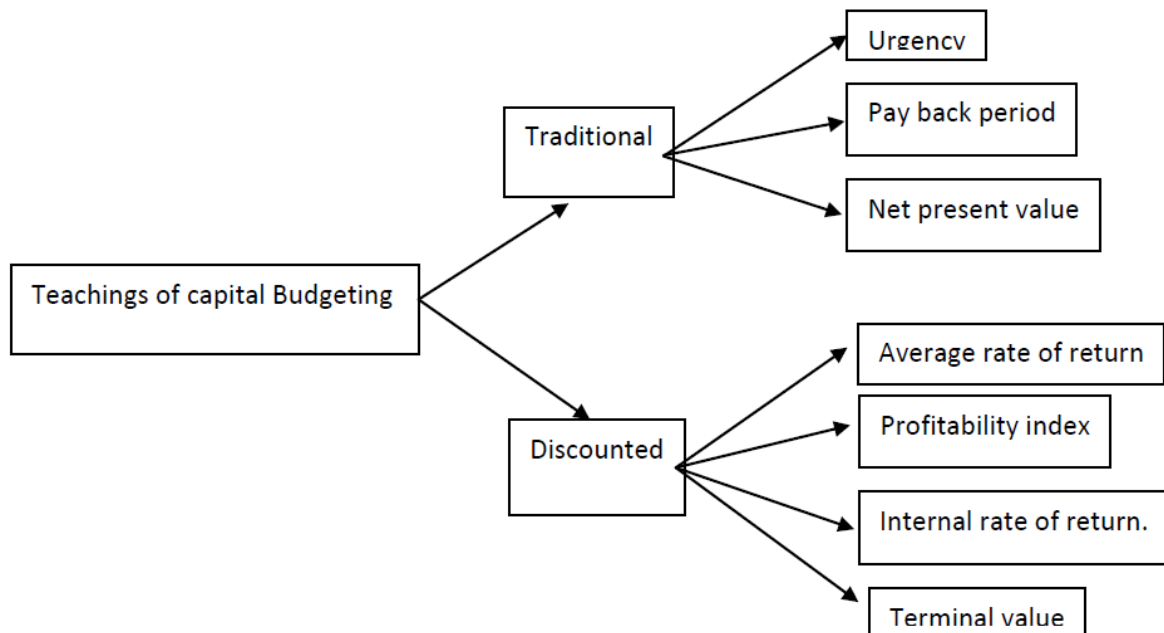 Urgency
Pay back period
Traditional
Net present value
Teachings of capital Budgeting
Average rate of return
Profitability index
Discounted
Internal rate of return.
Terminal value